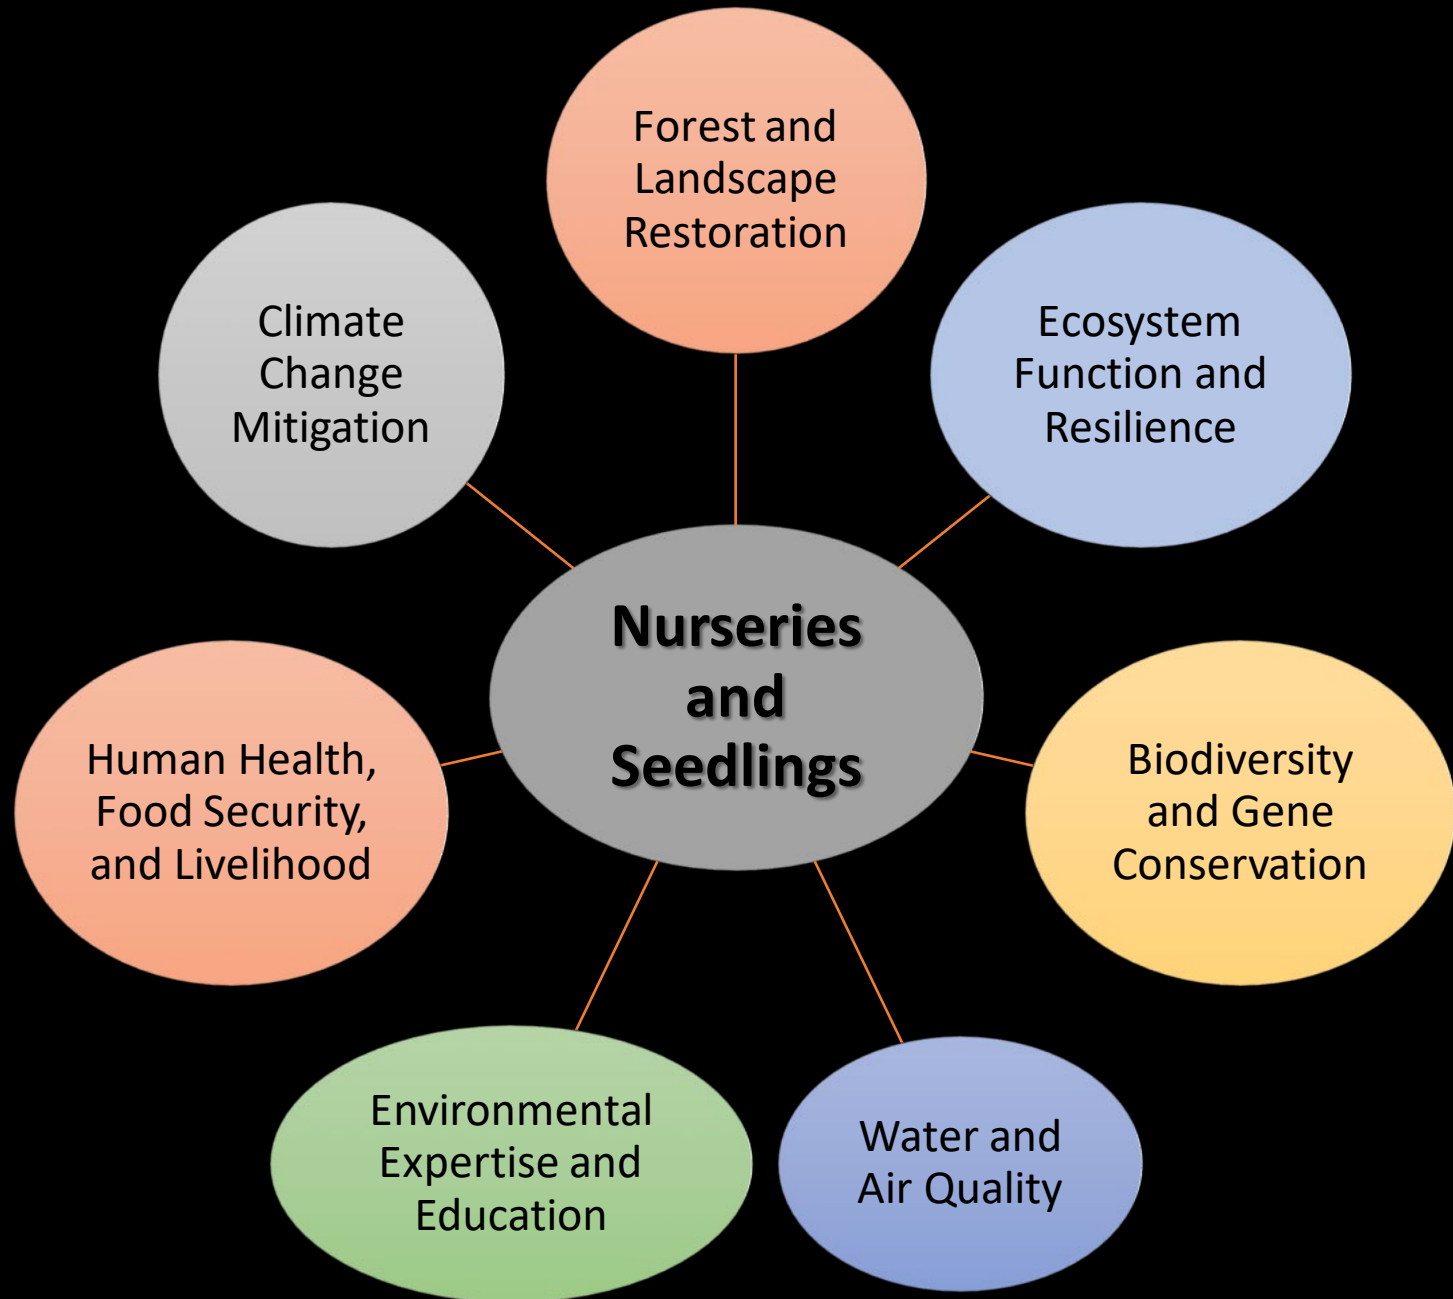 Forest and
Landscape
Restoration
Climate
Change
Mitigation
Ecosystem
Function and
Resilience
Nurseries
and
Seedlings
Human Health,
Food Security,
and Livelihood
Biodiversity
and Gene
Conservation
Environmental
Expertise and
Education
Water and
Air Quality